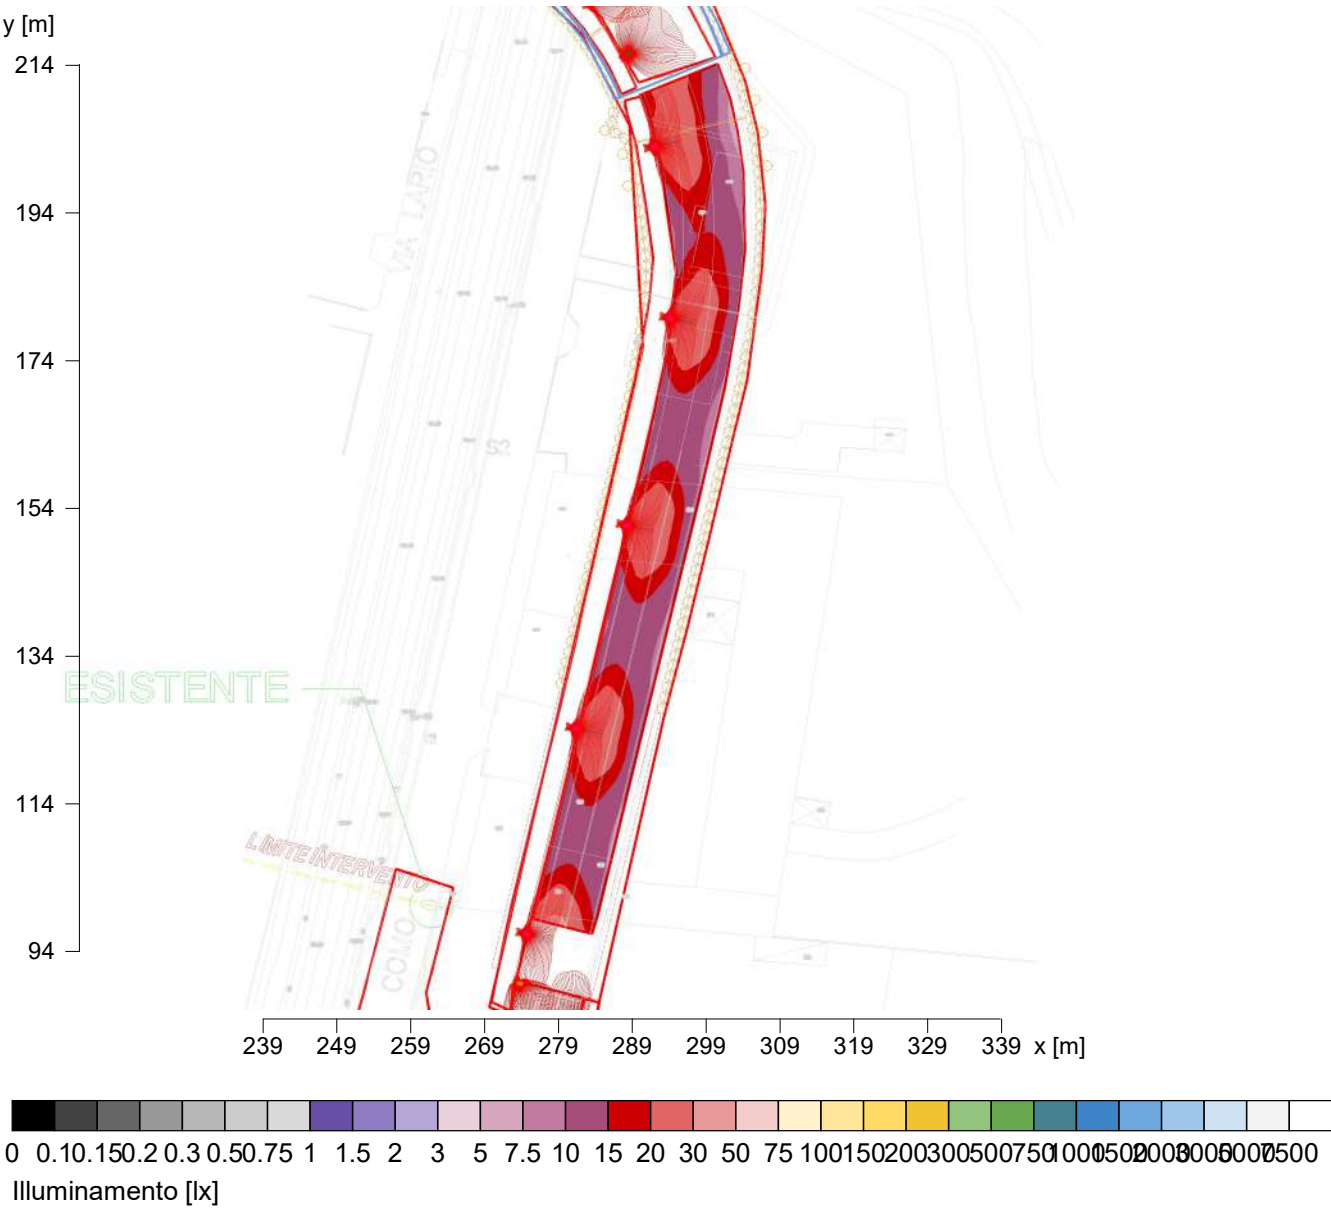 y [m]
214
194
174
154
134
114
94
VIA LARIO
ESISTENTE
LIMITE INTERVENTO
COMO
239 249 259 269 279 289 299 309 319 329 339 x [m]
0 0.1 0.15 0.2 0.3 0.5 0.75 1 1.5 2 3 5 7.5 10 15 20 30 50 75 100 150 200 300 500 750 1000 1500 2000 3000 5000 7500
Illuminamento [lx]